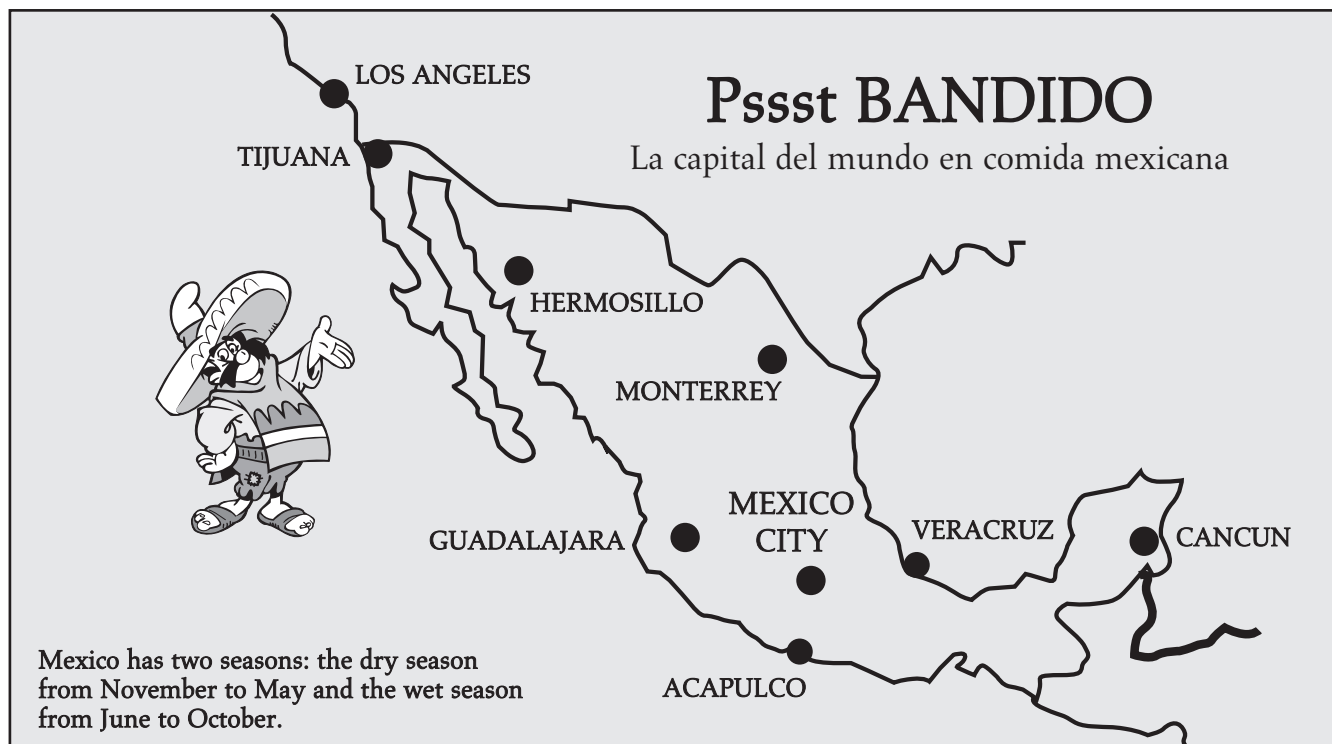 LOS ANGELES
Pssst BANDIDO
La capital del mundo en comida mexicana
TIJUANA
HERMOSILLO
MONTERREY
MEXICO
CITY
GUADALAJARA
VERACRUZ
CANCUN
ACAPULCO
Mexico has two seasons: the dry season
from November to May and the wet season
from June to October.